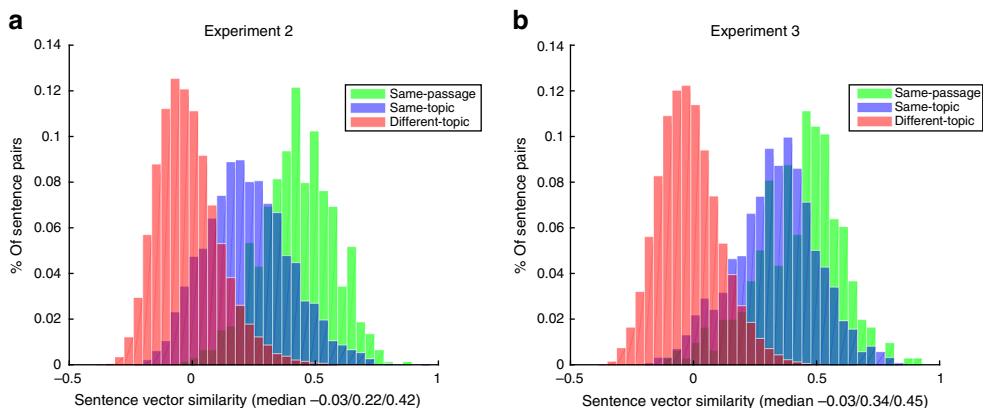 a
Experiment 2
0.14
0.12
0.1
0.08
0.06
0.04
0.02
0
% Of sentence pairs
Same-passage
Same-topic
Different-topic
–0.5
0
0.5
1
Sentence vector similarity (median –0.03/0.22/0.42)
b
Experiment 3
0.14
0.12
0.1
0.08
0.06
0.04
0.02
0
% Of sentence pairs
Same-passage
Same-topic
Different-topic
–0.5
0
0.5
1
Sentence vector similarity (median –0.03/0.34/0.45)